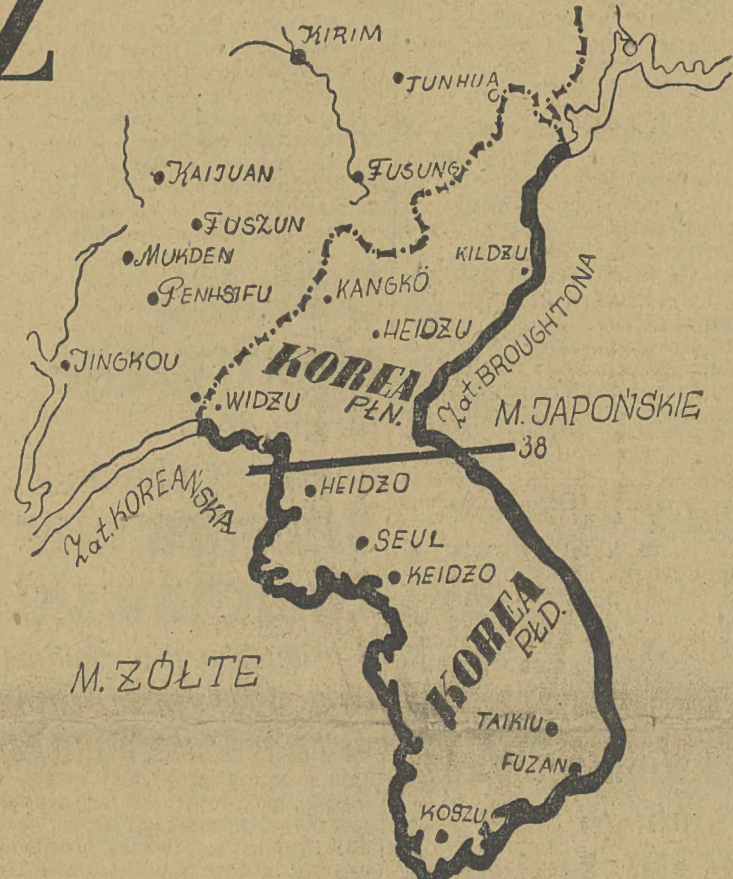 Z
KIRIM
TUNHUA
KAIJUAN
FUSUNG
FUSZUN
MUKDEN
PENHSIFU
KILDZU
KANGKÖ
HEIDZU
JINGKOU
KOREA
PŁN.
Zat. BROUGHTONA
WIDZU
M. JAPOŃSKIE
38
Zat. KOREAŃSKA
HEIDZO
SEUL
KEIDZO
KOREA
PŁD.
M. ŻÓŁTE
TAIKIU
FUZAN
KOSZU